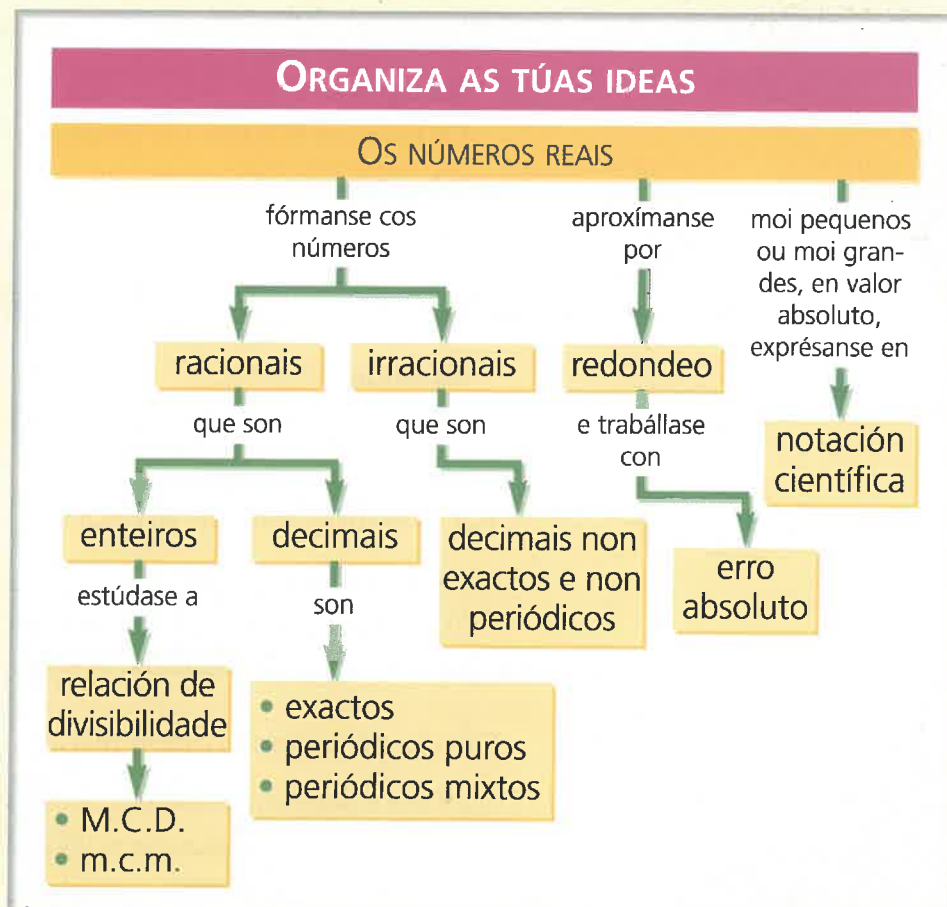 ORGANIZA AS TÚAS IDEAS
OS NÚMEROS REAIS
fórmanse cos
números
aproxímanse
por
moi pequenos
ou moi gran-
des, en valor
absoluto,
exprésanse en
racionais
irracionais
redondeo
que son
que son
e trabállase
con
notación
científica
enteiros
decimais
decimais non
exactos e non
periódicos
erro
absoluto
estúdase a
son
relación de
divisibilidade
• exactos
• periódicos puros
• periódicos mixtos
• M.C.D.
• m.c.m.